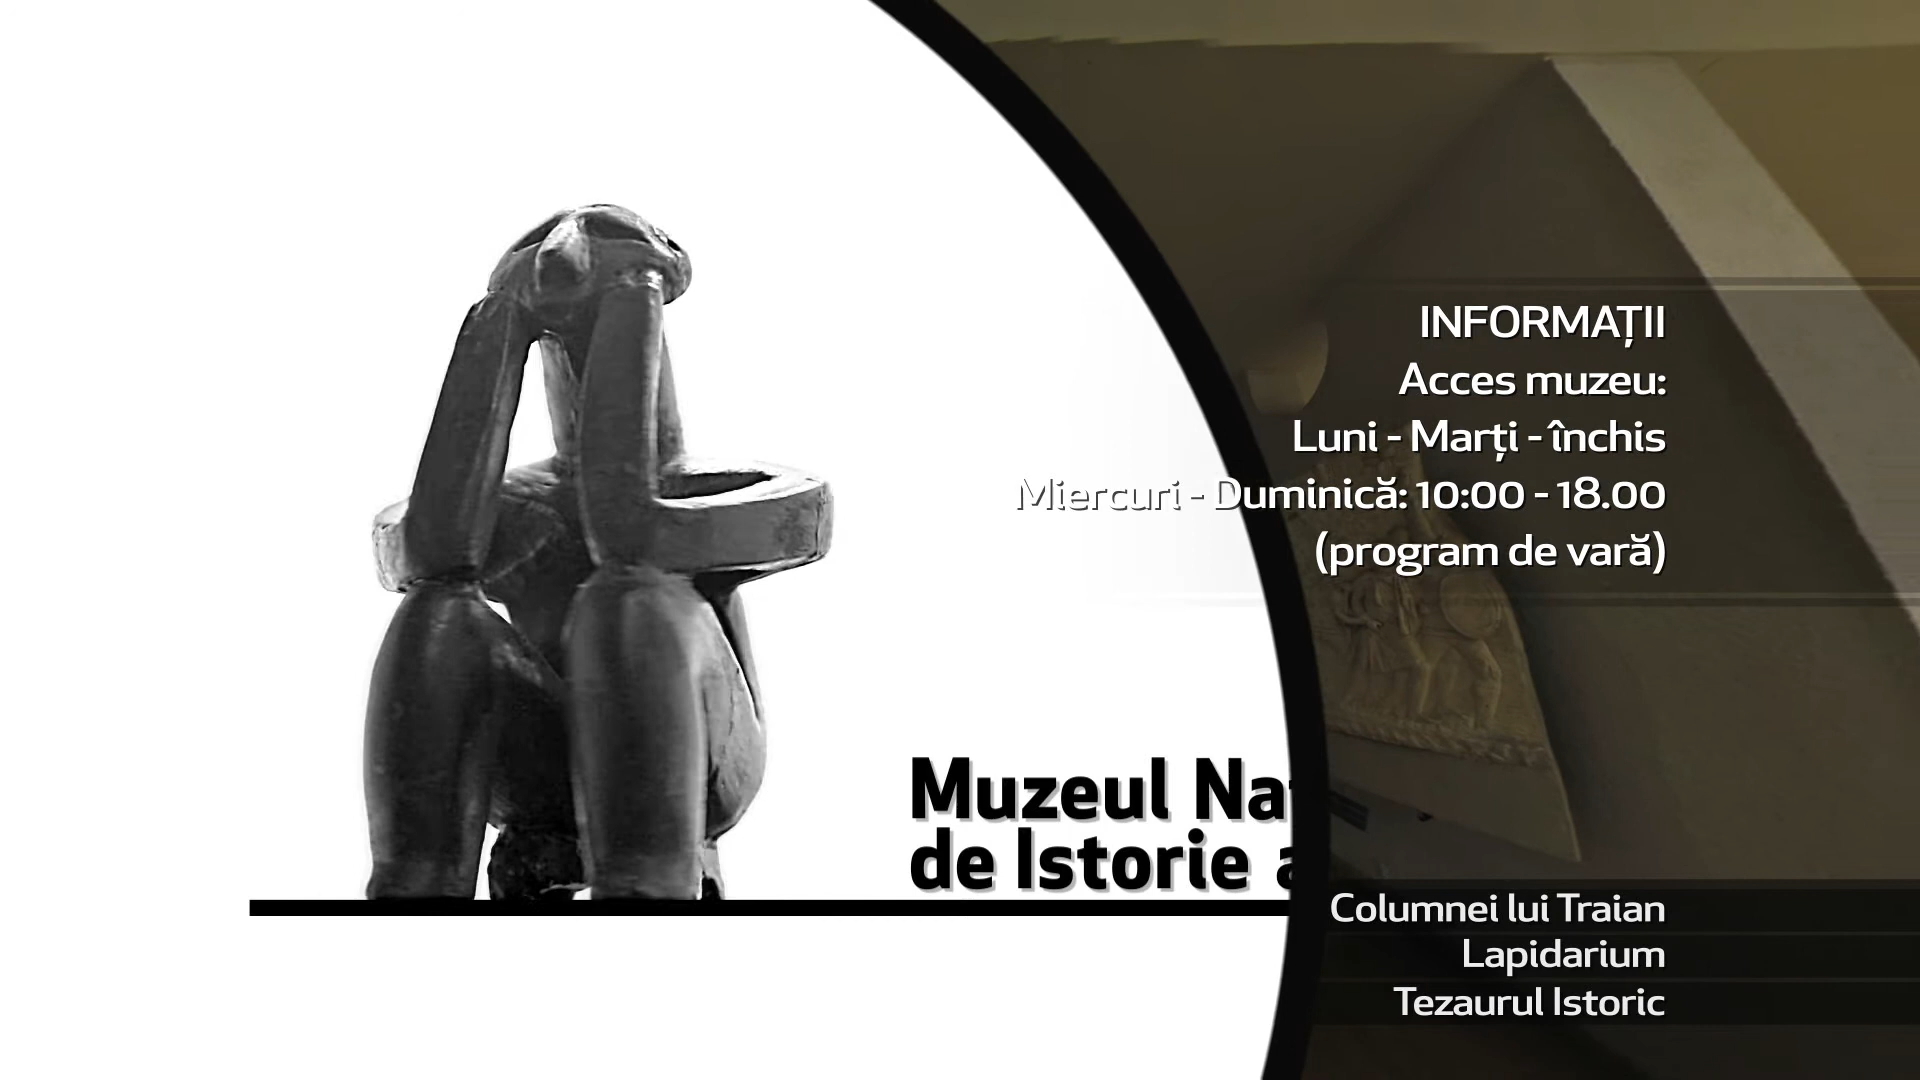 INFORMAȚII
Acces muzeu:
Luni - Marți - închis
Miercuri - Duminică: 10:00 - 18.00
(program de vară)
Muzeul
de Istorie
Columnei lui Traian
Lapidarium
Tezaurul Istoric